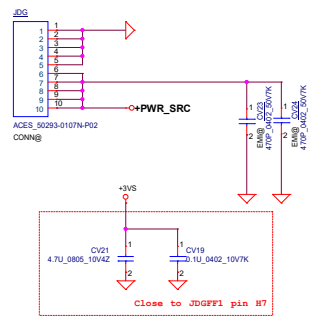 JDG
1 1
2 2
3 3
4 4
5 5
6 6
7 7
8 8
9 9
10 10
+PWR_SRC
ACES_50293-0107N-P02
CONN@
1
2
EMI@ CV23
470P_0402_50V7K
1
2
EMI@ CV24
470P_0402_50V7K
+3VS
CV21
4.7U_0805_10V4Z
1
2
CV19
0.1U_0402_10V7K
1
2
Close to JDGFF1 pin H7